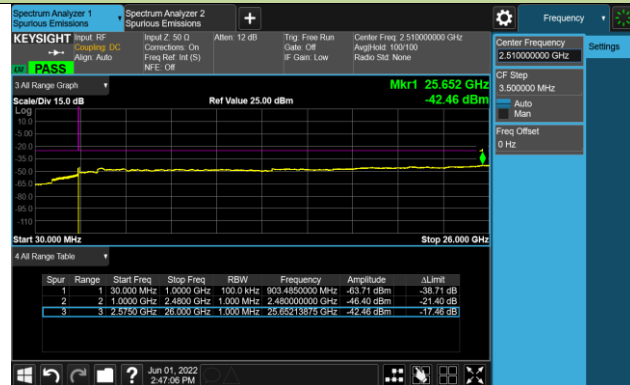 Spectrum Analyzer 1
Spurious Emissions
Spectrum Analyzer 2
Spurious Emissions
+
Frequency
KEYSIGHT
Input: RF
Coupling: DC
Align: Auto
Input Z: 50 Ω
Corrections: On
Freq Ref: Int (S)
NFE: Off
Atten: 12 dB
Trig: Free Run
Gate: Off
IF Gain: Low
Center Freq: 2.510000000 GHz
Avg|Hold: 100/100
Radio Std: None
PASS
Center Frequency
2.510000000 GHz
Settings
CF Step
3.500000 MHz
Auto
Man
Freq Offset
0 Hz
3 All Range Graph
Mkr1 25.652 GHz
-42.46 dBm
Scale/Div 15.0 dB
Ref Value 25.00 dBm
Log
10.0
-5.00
-20.0
-35.0
-50.0
-65.0
-80.0
-95.0
-110
Start 30.000 MHz
Stop 26.000 GHz
4 All Range Table
Spur Range Start Freq Stop Freq RBW Frequency Amplitude ΔLimit
1 1 30.000 MHz 1.0000 GHz 100.0 kHz 903.4850000 MHz -63.71 dBm -38.71 dB
2 2 1.0000 GHz 2.4800 GHz 1.000 MHz 2.480000000 GHz -46.40 dBm -21.40 dB
3 3 2.5750 GHz 26.000 GHz 1.000 MHz 25.65213875 GHz -42.46 dBm -17.46 dB
?
Jun 01, 2022
2:47:06 PM